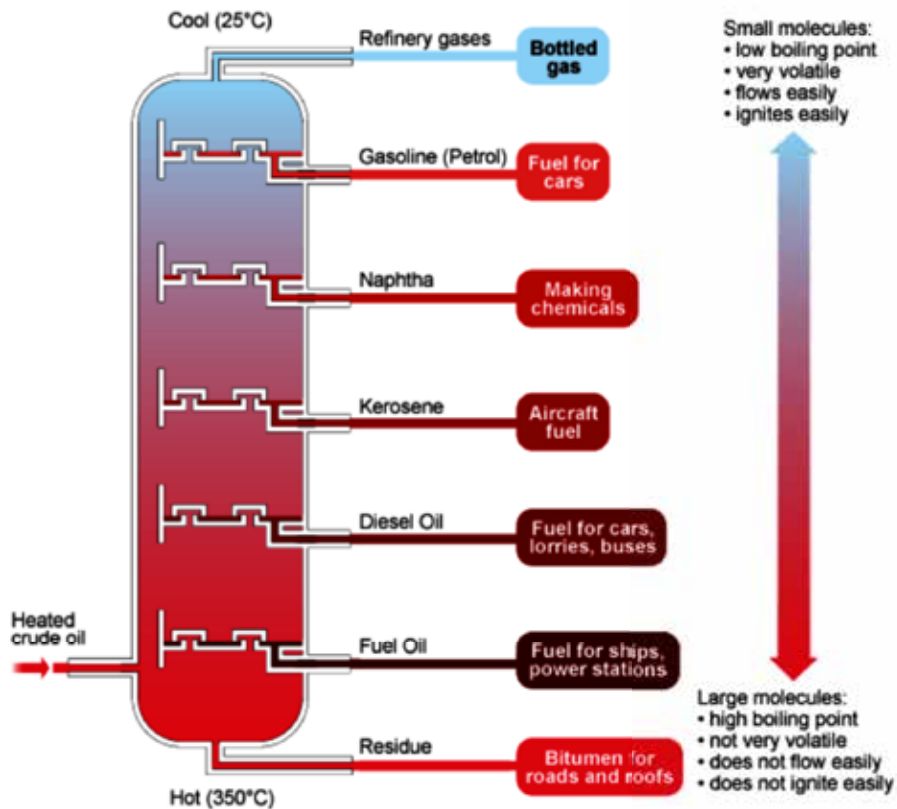 Cool (25°C)
Refinery gases
Bottled
gas
Small molecules:
• low boiling point
• very volatile
• flows easily
• ignites easily
Gasoline (Petrol)
Fuel for
cars
Naphtha
Making
chemicals
Kerosene
Aircraft
fuel
Diesel Oil
Fuel for cars,
lorries, buses
Heated
crude oil
Fuel Oil
Fuel for ships,
power stations
Large molecules:
• high boiling point
• not very volatile
• does not flow easily
• does not ignite easily
Residue
Bitumen for
roads and roofs
Hot (350°C)